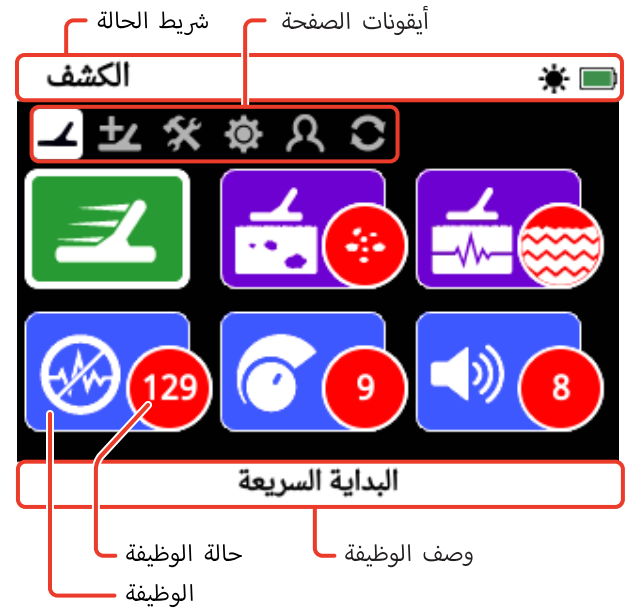 شريط الحالة
أيقونات الصفحة
الكشف
129
9
8
البداية السريعة
حالة الوظيفة
وصف الوظيفة
الوظيفة